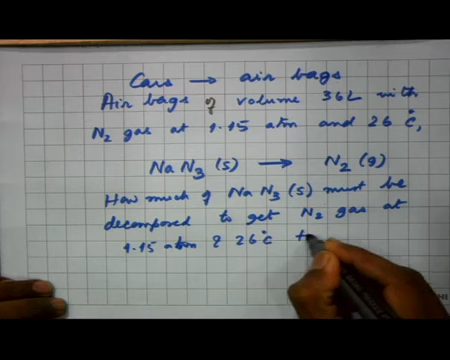 Cars → air bags
Air bags of volume 36L with
N₂ gas at 1.15 atm and 26 °C,
NaN₃(s) → N₂(g)
How much of NaN₃(s) must be
decomposed to get N₂ gas at
1.15 atm & 26°C t